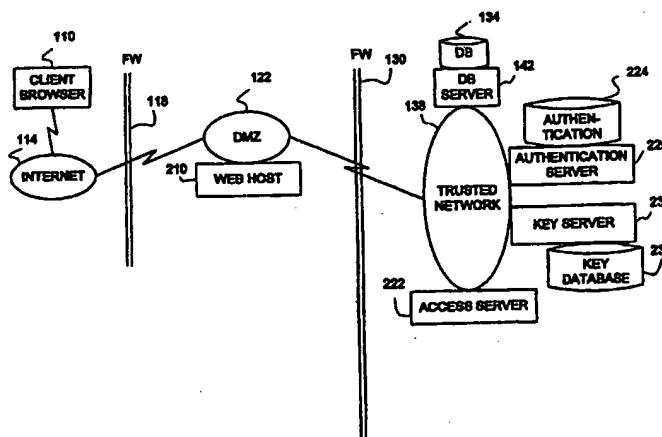 110
CLIENT
BROWSER
114
INTERNET
FW
118
122
DMZ
210
WEB HOST
FW
130
134
DB
DB
SERVER
142
138
TRUSTED
NETWORK
224
AUTHEN-
TICATION
AUTHENTICATION
SERVER
KEY SERVER
KEY
DATABASE
222
ACCESS SERVER